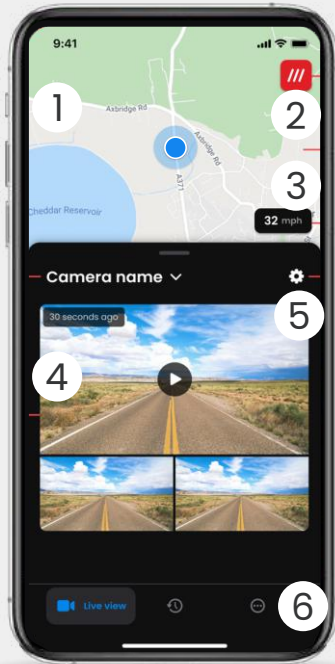 9:41
1
Axbridge Rd
2
Axbridge Rd
3
A371
Cheddar Reservoir
32 mph
Camera name
5
30 seconds ago
4
Live view
6